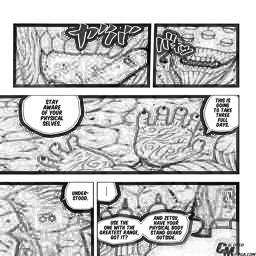 THIS IS
GOING TO
TAKE THREE
FULL
DAYS.
STAY
AWARE
OF YOUR
PHYSICAL
SELVES.
UNDER-
STOOD.
AND ZETSU,
HAVE YOUR
PHYSICAL BODY
STAND GUARD
OUTSIDE.
USE THE
ONE WITH THE
GREATEST RANGE,
GOT IT?